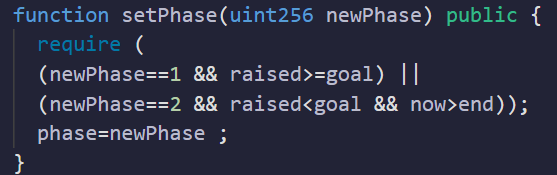 function setPhase(uint256 newPhase) public {
require (
(newPhase==1 && raised>=goal) ||
(newPhase==2 && raised<goal && now>end));
phase=newPhase ;
}